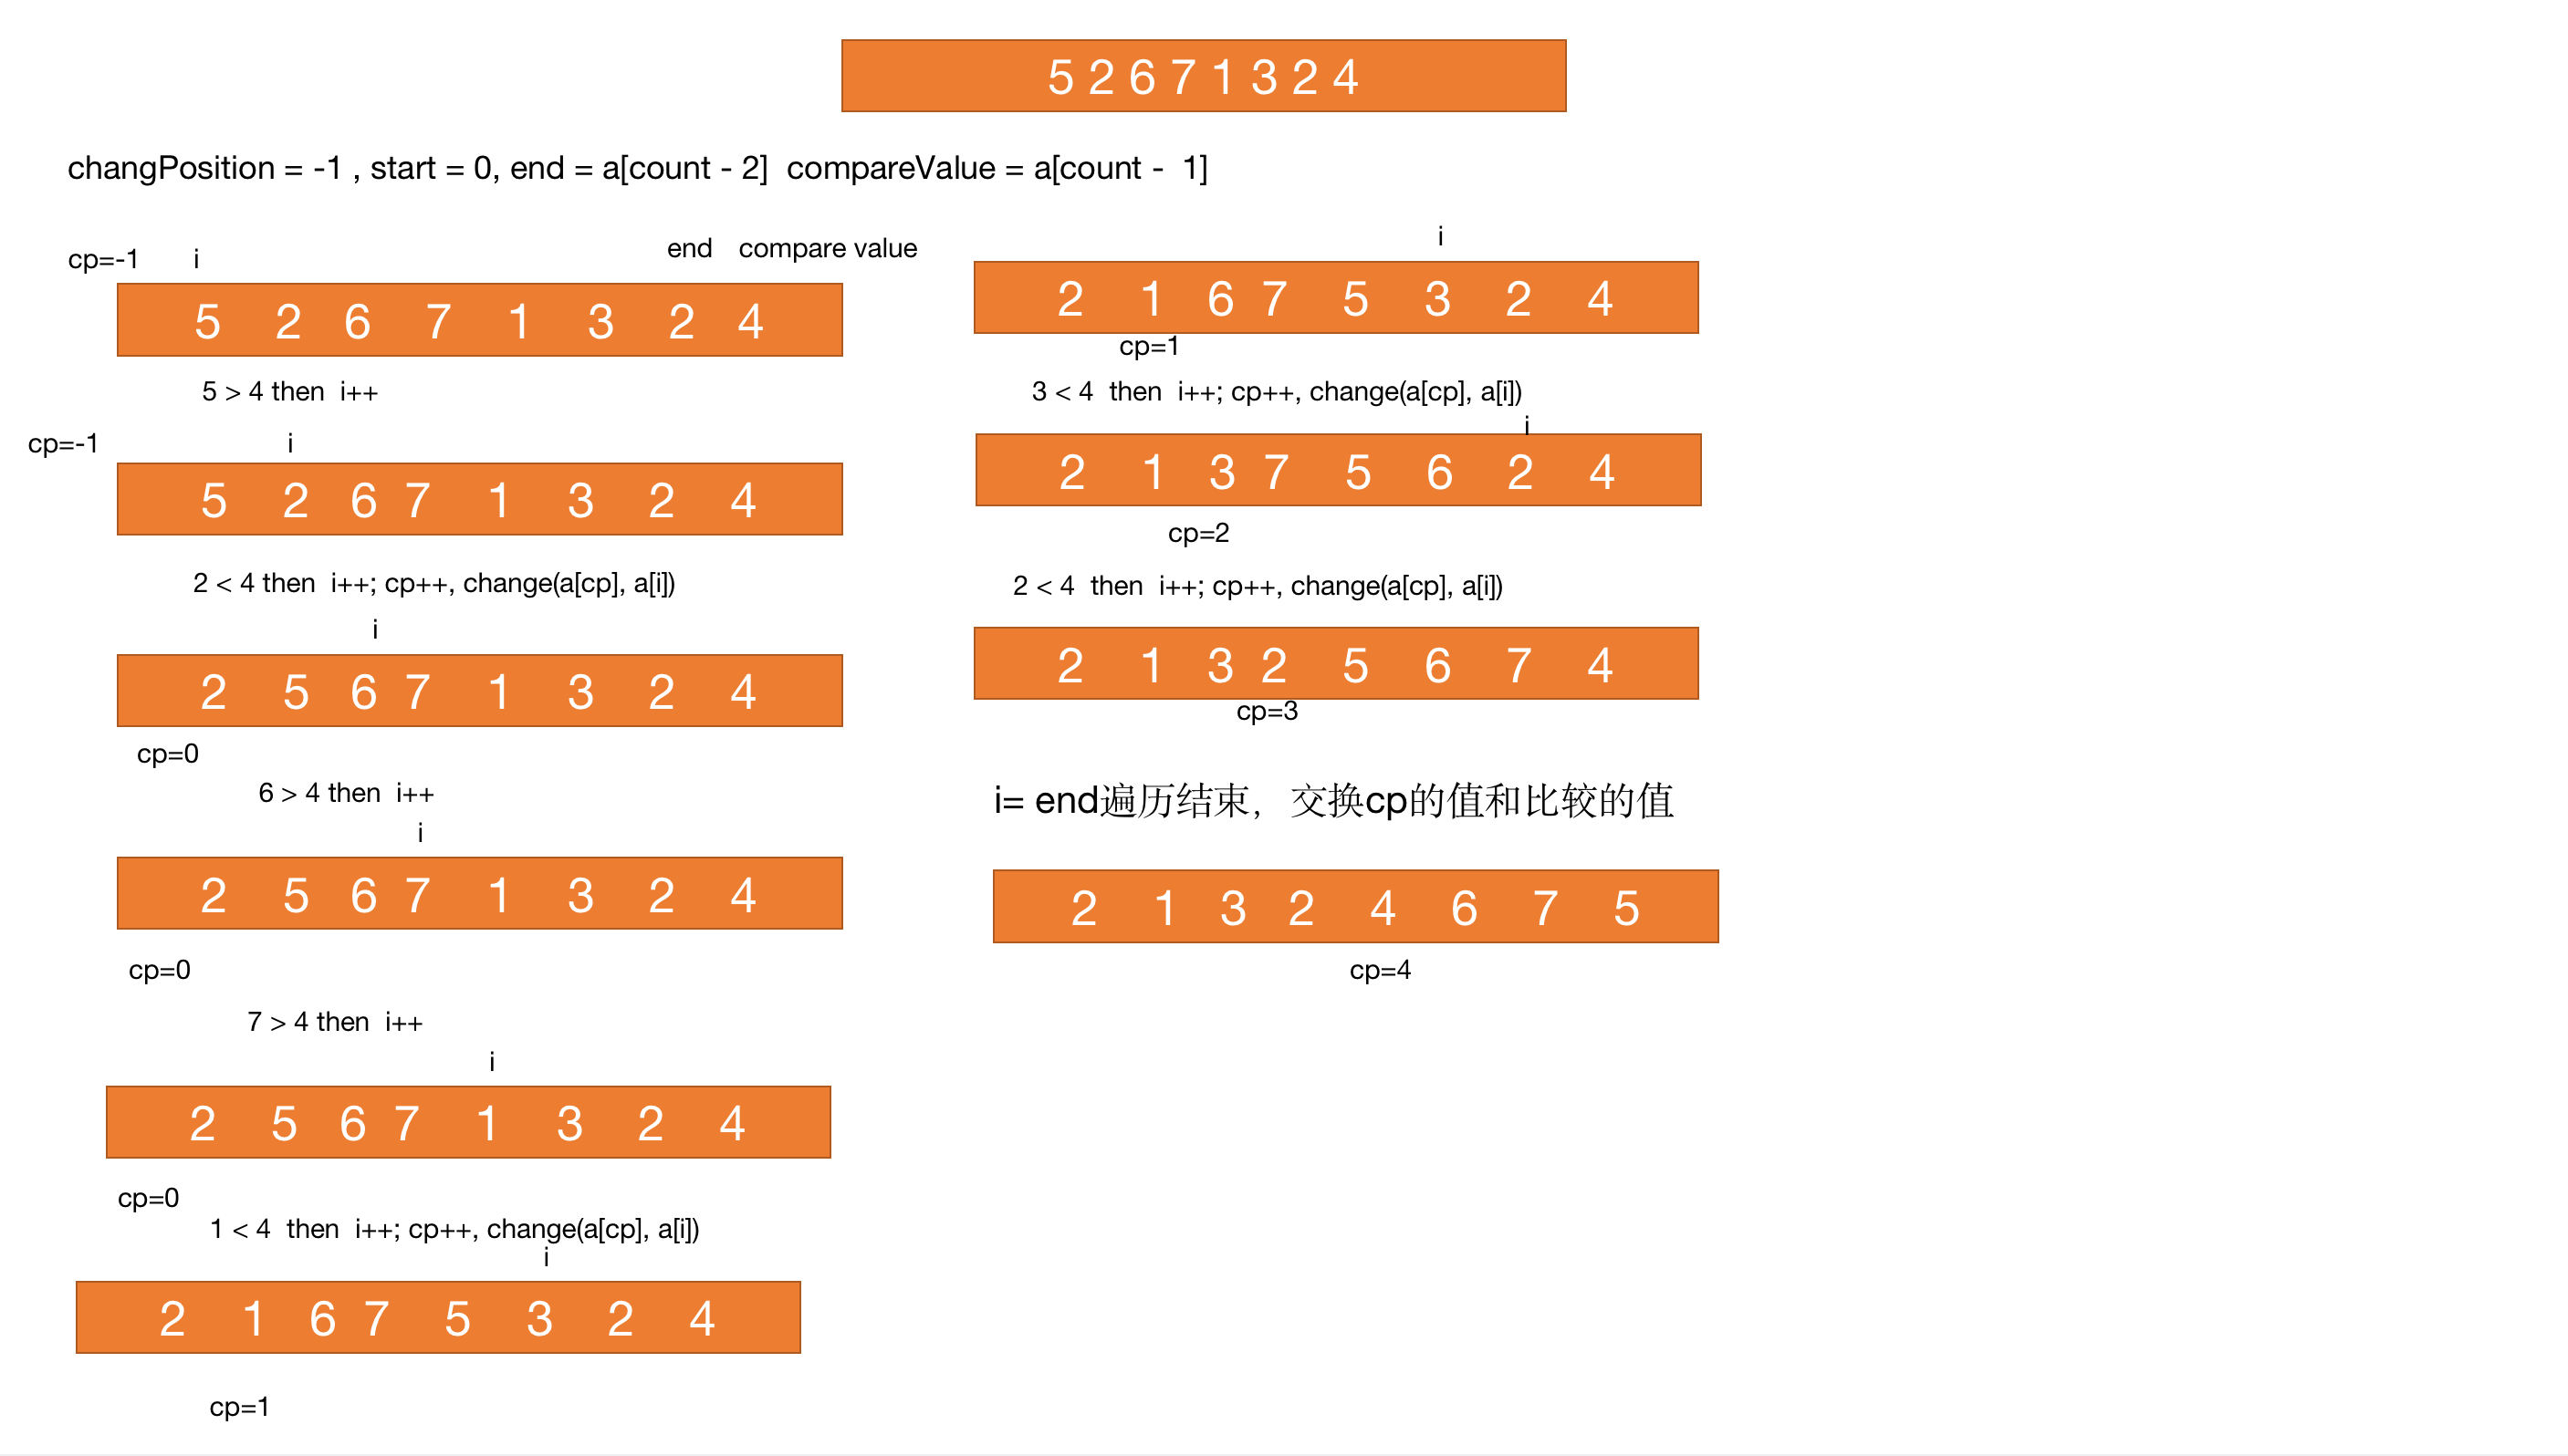 5 2 6 7 1 3 2 4
changPosition = -1 , start = 0, end = a[count - 2]  compareValue = a[count -  1]
cp=-1 i end compare value
5 2 6 7 1 3 2 4
5 > 4 then  i++
cp=-1 i
5 2 6 7 1 3 2 4
2 < 4 then  i++; cp++, change(a[cp], a[i])
i
2 5 6 7 1 3 2 4
cp=0
6 > 4 then  i++
i
2 5 6 7 1 3 2 4
cp=0
7 > 4 then  i++
i
2 5 6 7 1 3 2 4
cp=0
1 < 4  then  i++; cp++, change(a[cp], a[i])
i
2 1 6 7 5 3 2 4
cp=1
i
2 1 6 7 5 3 2 4
cp=1
3 < 4  then  i++; cp++, change(a[cp], a[i])
i
2 1 3 7 5 6 2 4
cp=2
2 < 4  then  i++; cp++, change(a[cp], a[i])
2 1 3 2 5 6 7 4
cp=3
i= end遍历结束，交换cp的值和比较的值
2 1 3 2 4 6 7 5
cp=4